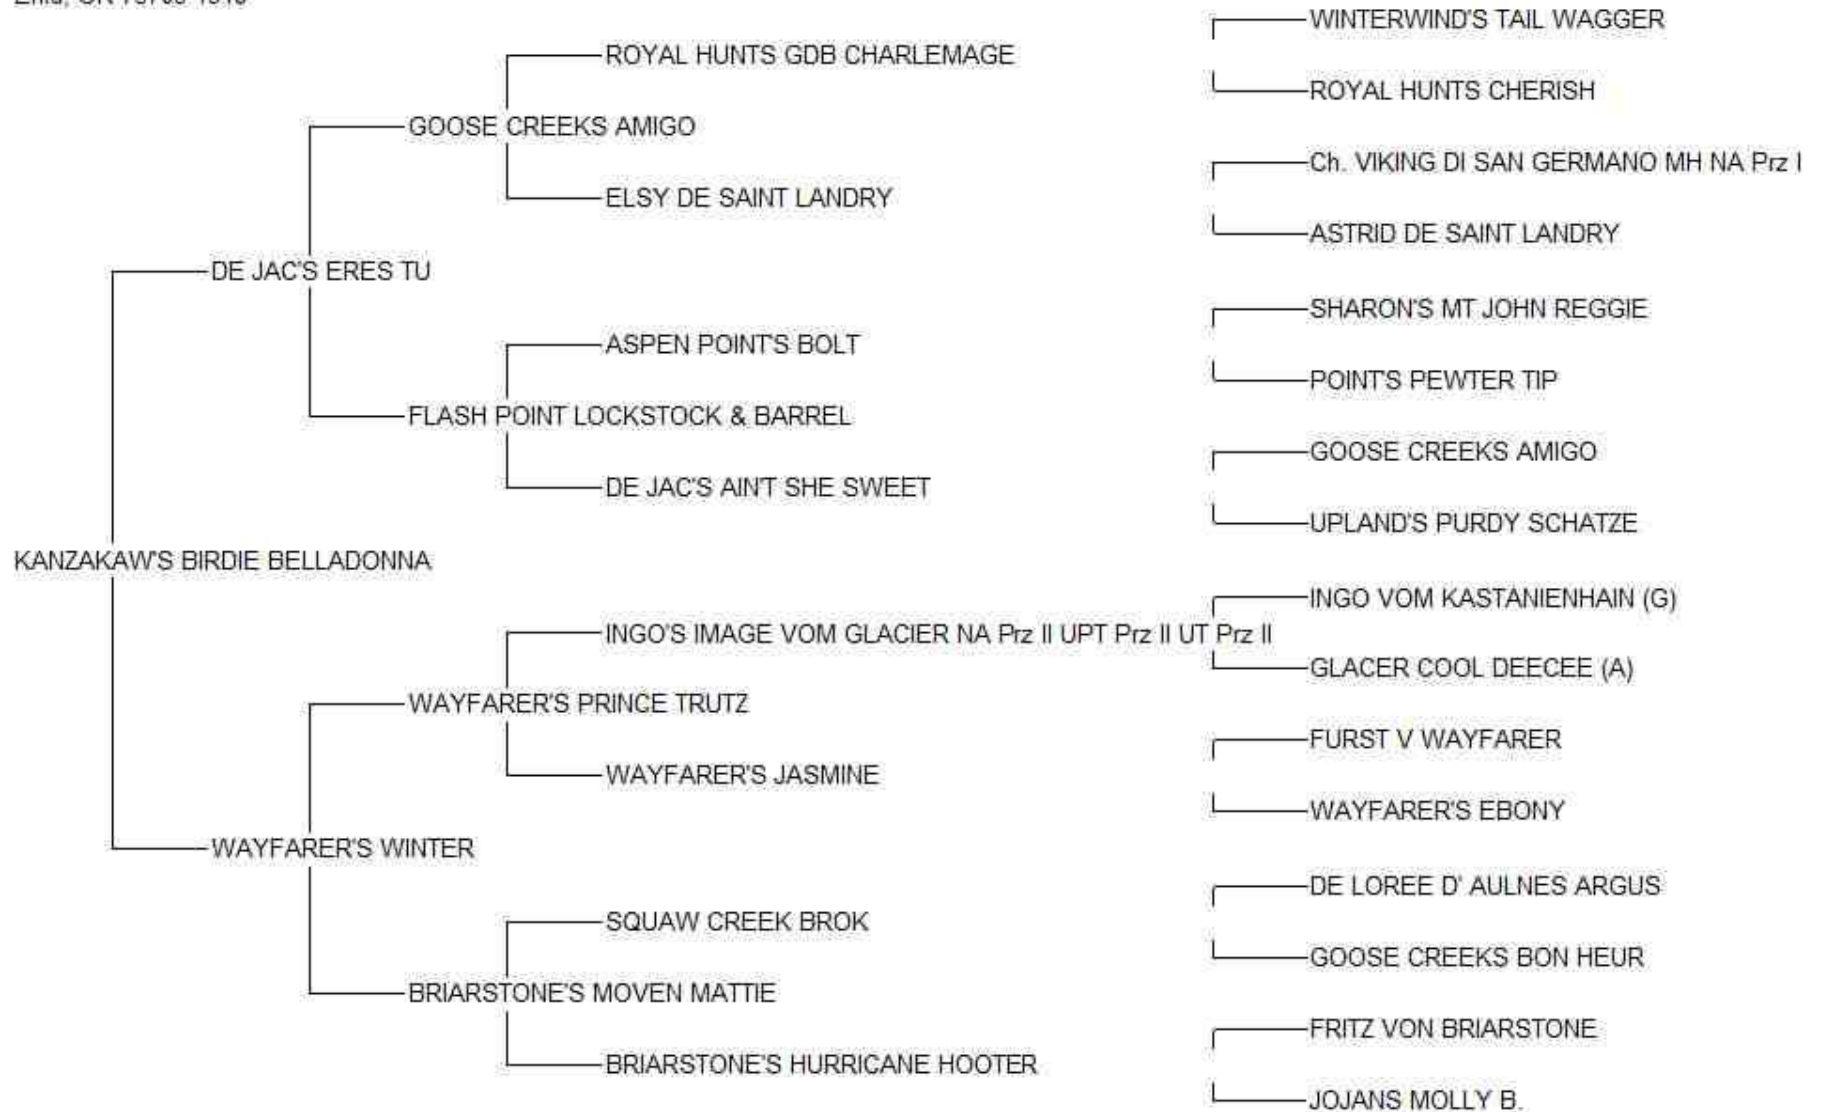 WINTERWIND'S TAIL WAGGER
ROYAL HUNTS GDB CHARLEMAGE
ROYAL HUNTS CHERISH
GOOSE CREEKS AMIGO
Ch. VIKING DI SAN GERMANO MH NA Prz I
ELSY DE SAINT LANDRY
ASTRID DE SAINT LANDRY
DE JAC'S ERES TU
SHARON'S MT JOHN REGGIE
ASPEN POINT'S BOLT
POINT'S PEWTER TIP
FLASH POINT LOCKSTOCK & BARREL
GOOSE CREEKS AMIGO
DE JAC'S AIN'T SHE SWEET
UPLAND'S PURDY SCHATZE
KANZAKAW'S BIRDIE BELLADONNA
INGO VOM KASTANIENHAIN (G)
INGO'S IMAGE VOM GLACIER NA Prz II UPT Prz II UT Prz II
GLACER COOL DEECEE (A)
WAYFARER'S PRINCE TRUTZ
FURST V WAYFARER
WAYFARER'S JASMINE
WAYFARER'S EBONY
WAYFARER'S WINTER
DE LOREE D' AULNES ARGUS
SQUAW CREEK BROK
GOOSE CREEKS BON HEUR
BRIARSTONE'S MOVEN MATTIE
FRITZ VON BRIARSTONE
BRIARSTONE'S HURRICANE HOOTER
JOJANS MOLLY B.